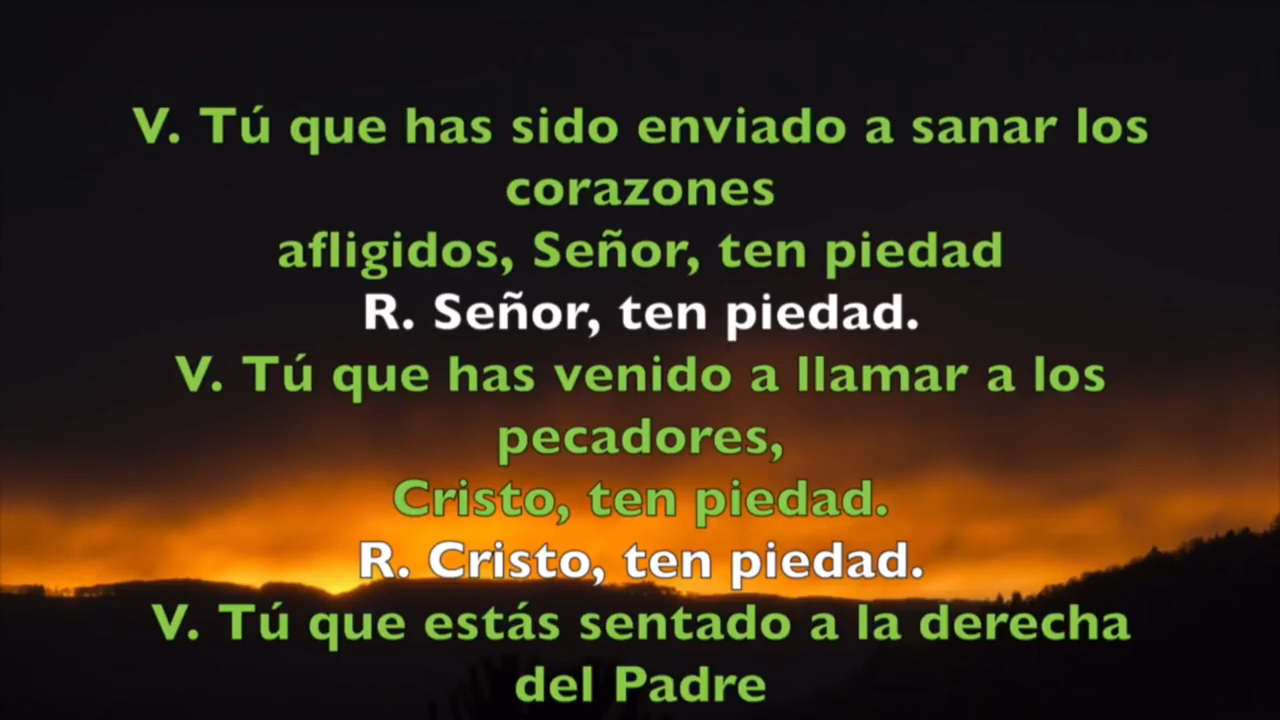 V. Tú que has sido enviado a sanar los
corazones
afligidos, Señor, ten piedad
R. Señor, ten piedad.
V. Tú que has venido a llamar a los
pecadores,
Cristo, ten piedad.
R. Cristo, ten piedad.
V. Tú que estás sentado a la derecha
del Padre